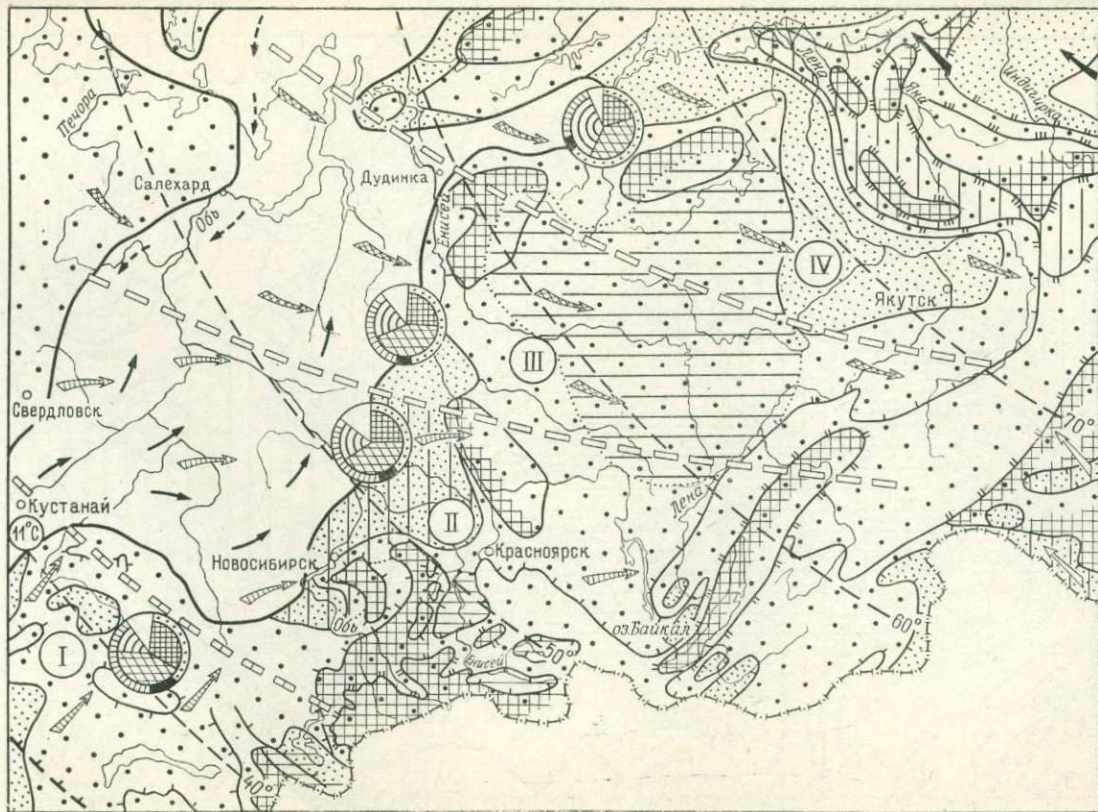 Печора
Лена
Яна
Индигирка
Дудинка
Салехард
Енисей
Обь
IV
Якутск
III
Свердловск
70°
Кустанай
11°C
II
Лена
Новосибирск
Красноярск
Обь
оз. Байкал
60°
I
Енисей
50°
40°